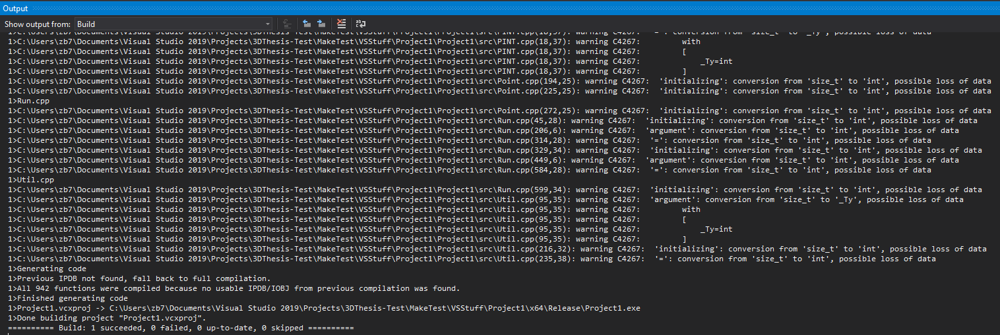 Output
Show output from: Build
1>C:\Users\zb7\Documents\Visual Studio 2019\Projects\3DThesis-Test\MakeTest\VSStuff\Project1\Project1\src\PINT.cpp(18,37): warning C4267:  '=': conversion from 'size_t' to '_Ty', possible loss of data
1>C:\Users\zb7\Documents\Visual Studio 2019\Projects\3DThesis-Test\MakeTest\VSStuff\Project1\Project1\src\PINT.cpp(18,37): warning C4267:         with
1>C:\Users\zb7\Documents\Visual Studio 2019\Projects\3DThesis-Test\MakeTest\VSStuff\Project1\Project1\src\PINT.cpp(18,37): warning C4267:         [
1>C:\Users\zb7\Documents\Visual Studio 2019\Projects\3DThesis-Test\MakeTest\VSStuff\Project1\Project1\src\PINT.cpp(18,37): warning C4267:             _Ty=int
1>C:\Users\zb7\Documents\Visual Studio 2019\Projects\3DThesis-Test\MakeTest\VSStuff\Project1\Project1\src\PINT.cpp(18,37): warning C4267:         ]
1>C:\Users\zb7\Documents\Visual Studio 2019\Projects\3DThesis-Test\MakeTest\VSStuff\Project1\Project1\src\Point.cpp(194,25): warning C4267:  'initializing': conversion from 'size_t' to 'int', possible loss of data
1>C:\Users\zb7\Documents\Visual Studio 2019\Projects\3DThesis-Test\MakeTest\VSStuff\Project1\Project1\src\Point.cpp(225,25): warning C4267:  'initializing': conversion from 'size_t' to 'int', possible loss of data
1>Run.cpp
1>C:\Users\zb7\Documents\Visual Studio 2019\Projects\3DThesis-Test\MakeTest\VSStuff\Project1\Project1\src\Point.cpp(272,25): warning C4267:  'initializing': conversion from 'size_t' to 'int', possible loss of data
1>C:\Users\zb7\Documents\Visual Studio 2019\Projects\3DThesis-Test\MakeTest\VSStuff\Project1\Project1\src\Run.cpp(45,28): warning C4267:  'initializing': conversion from 'size_t' to 'int', possible loss of data
1>C:\Users\zb7\Documents\Visual Studio 2019\Projects\3DThesis-Test\MakeTest\VSStuff\Project1\Project1\src\Run.cpp(206,6): warning C4267:  'argument': conversion from 'size_t' to 'int', possible loss of data
1>C:\Users\zb7\Documents\Visual Studio 2019\Projects\3DThesis-Test\MakeTest\VSStuff\Project1\Project1\src\Run.cpp(314,28): warning C4267:  '=': conversion from 'size_t' to 'int', possible loss of data
1>C:\Users\zb7\Documents\Visual Studio 2019\Projects\3DThesis-Test\MakeTest\VSStuff\Project1\Project1\src\Run.cpp(329,34): warning C4267:  'initializing': conversion from 'size_t' to 'int', possible loss of data
1>C:\Users\zb7\Documents\Visual Studio 2019\Projects\3DThesis-Test\MakeTest\VSStuff\Project1\Project1\src\Run.cpp(449,6): warning C4267:  'argument': conversion from 'size_t' to 'int', possible loss of data
1>C:\Users\zb7\Documents\Visual Studio 2019\Projects\3DThesis-Test\MakeTest\VSStuff\Project1\Project1\src\Run.cpp(584,28): warning C4267:  '=': conversion from 'size_t' to 'int', possible loss of data
1>Util.cpp
1>C:\Users\zb7\Documents\Visual Studio 2019\Projects\3DThesis-Test\MakeTest\VSStuff\Project1\Project1\src\Run.cpp(599,34): warning C4267:  'initializing': conversion from 'size_t' to 'int', possible loss of data
1>C:\Users\zb7\Documents\Visual Studio 2019\Projects\3DThesis-Test\MakeTest\VSStuff\Project1\Project1\src\Util.cpp(95,35): warning C4267:  'argument': conversion from 'size_t' to '_Ty', possible loss of data
1>C:\Users\zb7\Documents\Visual Studio 2019\Projects\3DThesis-Test\MakeTest\VSStuff\Project1\Project1\src\Util.cpp(95,35): warning C4267:         with
1>C:\Users\zb7\Documents\Visual Studio 2019\Projects\3DThesis-Test\MakeTest\VSStuff\Project1\Project1\src\Util.cpp(95,35): warning C4267:         [
1>C:\Users\zb7\Documents\Visual Studio 2019\Projects\3DThesis-Test\MakeTest\VSStuff\Project1\Project1\src\Util.cpp(95,35): warning C4267:             _Ty=int
1>C:\Users\zb7\Documents\Visual Studio 2019\Projects\3DThesis-Test\MakeTest\VSStuff\Project1\Project1\src\Util.cpp(95,35): warning C4267:         ]
1>C:\Users\zb7\Documents\Visual Studio 2019\Projects\3DThesis-Test\MakeTest\VSStuff\Project1\Project1\src\Util.cpp(216,32): warning C4267:  'initializing': conversion from 'size_t' to 'int', possible loss of data
1>C:\Users\zb7\Documents\Visual Studio 2019\Projects\3DThesis-Test\MakeTest\VSStuff\Project1\Project1\src\Util.cpp(235,38): warning C4267:  '=': conversion from 'size_t' to 'int', possible loss of data
1>Generating code
1>Previous IPDB not found, fall back to full compilation.
1>All 942 functions were compiled because no usable IPDB/IOBJ from previous compilation was found.
1>Finished generating code
1>Project1.vcxproj -> C:\Users\zb7\Documents\Visual Studio 2019\Projects\3DThesis-Test\MakeTest\VSStuff\Project1\x64\Release\Project1.exe
1>Done building project "Project1.vcxproj".
========== Build: 1 succeeded, 0 failed, 0 up-to-date, 0 skipped ==========